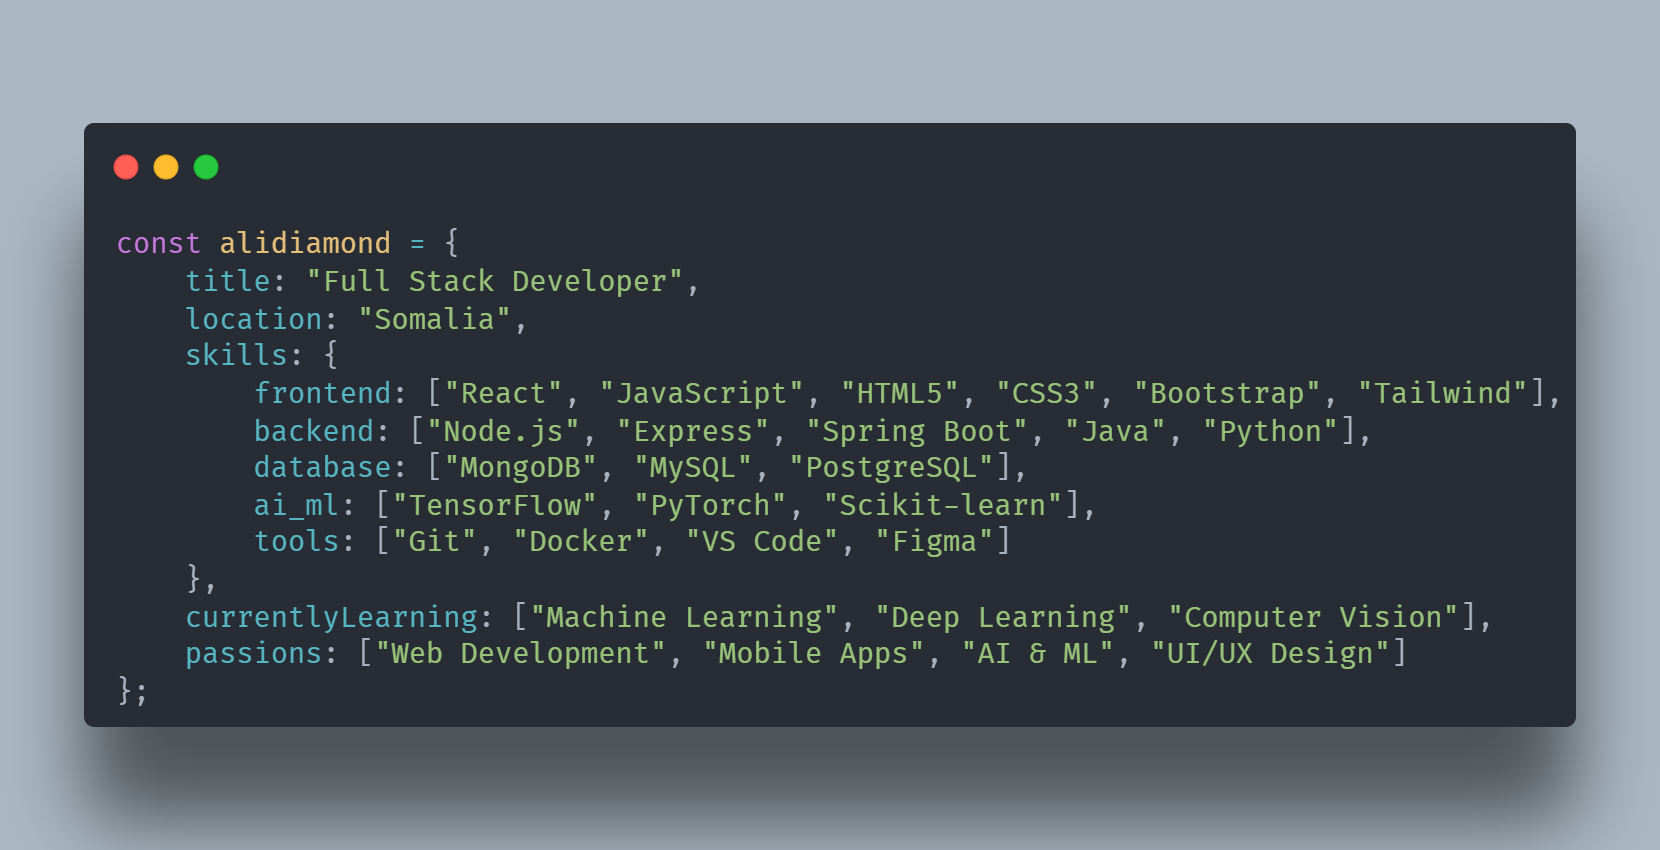 const alidiamond = {
    title: "Full Stack Developer",
    location: "Somalia",
    skills: {
        frontend: ["React", "JavaScript", "HTML5", "CSS3", "Bootstrap", "Tailwind"],
        backend: ["Node.js", "Express", "Spring Boot", "Java", "Python"],
        database: ["MongoDB", "MySQL", "PostgreSQL"],
        ai_ml: ["TensorFlow", "PyTorch", "Scikit-learn"],
        tools: ["Git", "Docker", "VS Code", "Figma"]
    },
    currentlyLearning: ["Machine Learning", "Deep Learning", "Computer Vision"],
    passions: ["Web Development", "Mobile Apps", "AI & ML", "UI/UX Design"]
};